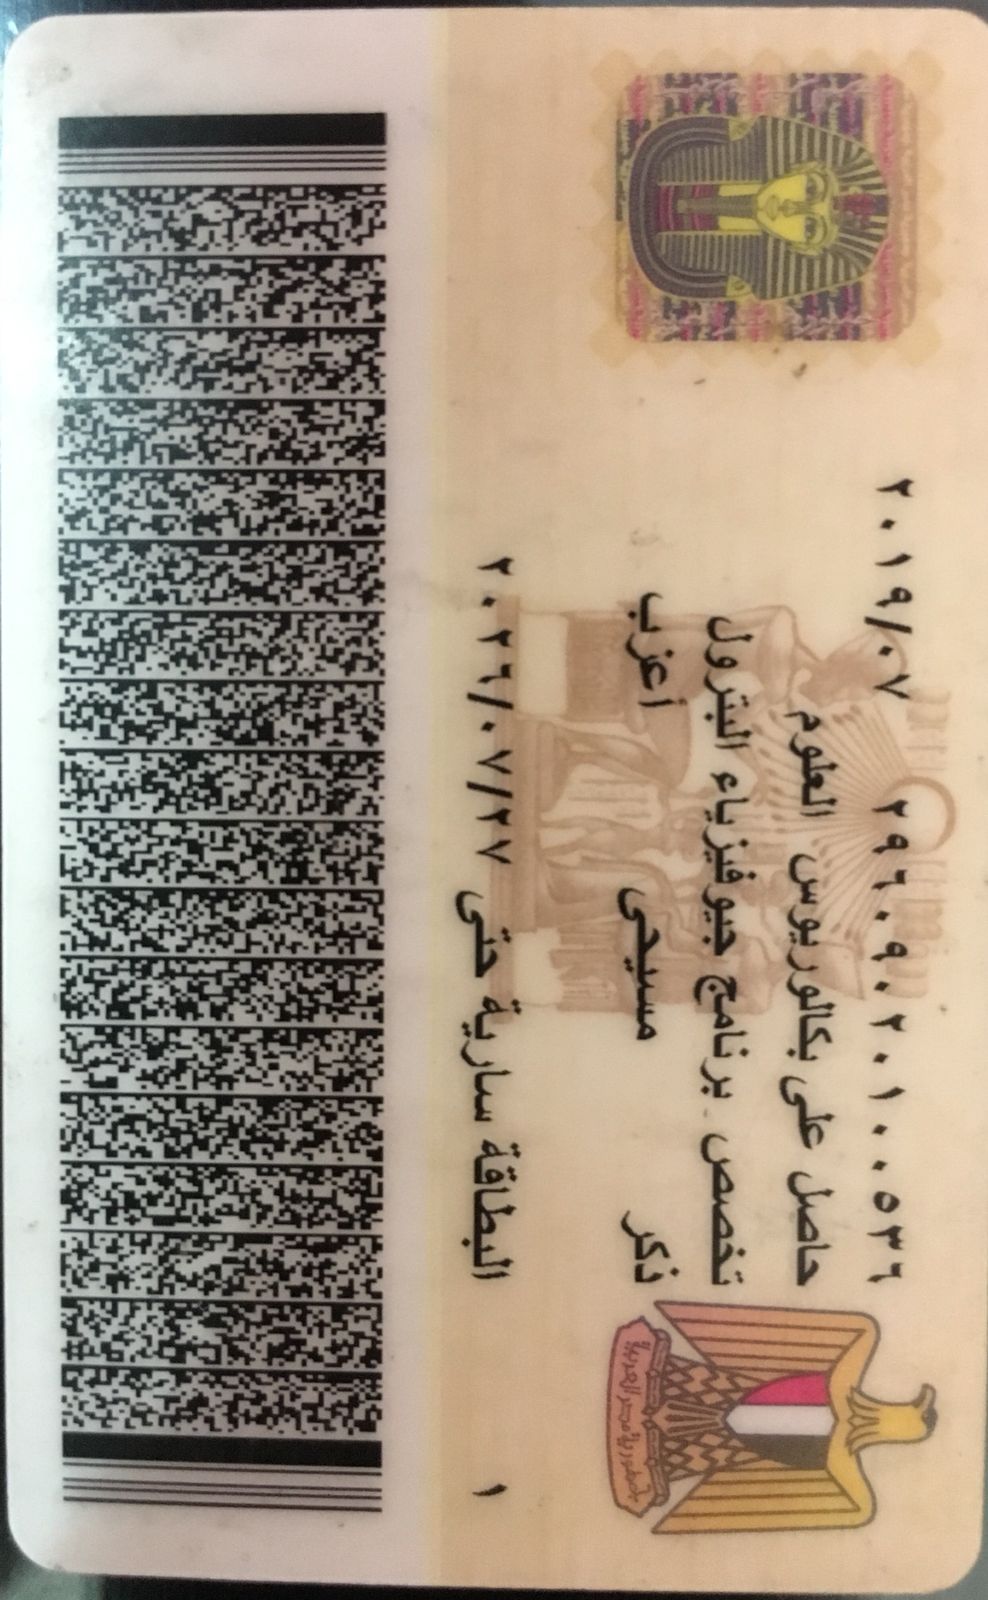 ٢٩٦٠٩٠٢٠١٠٠٥٣٦ ٢٠١٩/٠٧
حاصل على بكالوريوس العلوم
تخصص برنامج جيوفيزياء البترول
ذكر مسيحى أعزب
البطاقة سارية حتى ٢٠٢٦/٠٧/٢٧
١
جمهورية مصر العربية